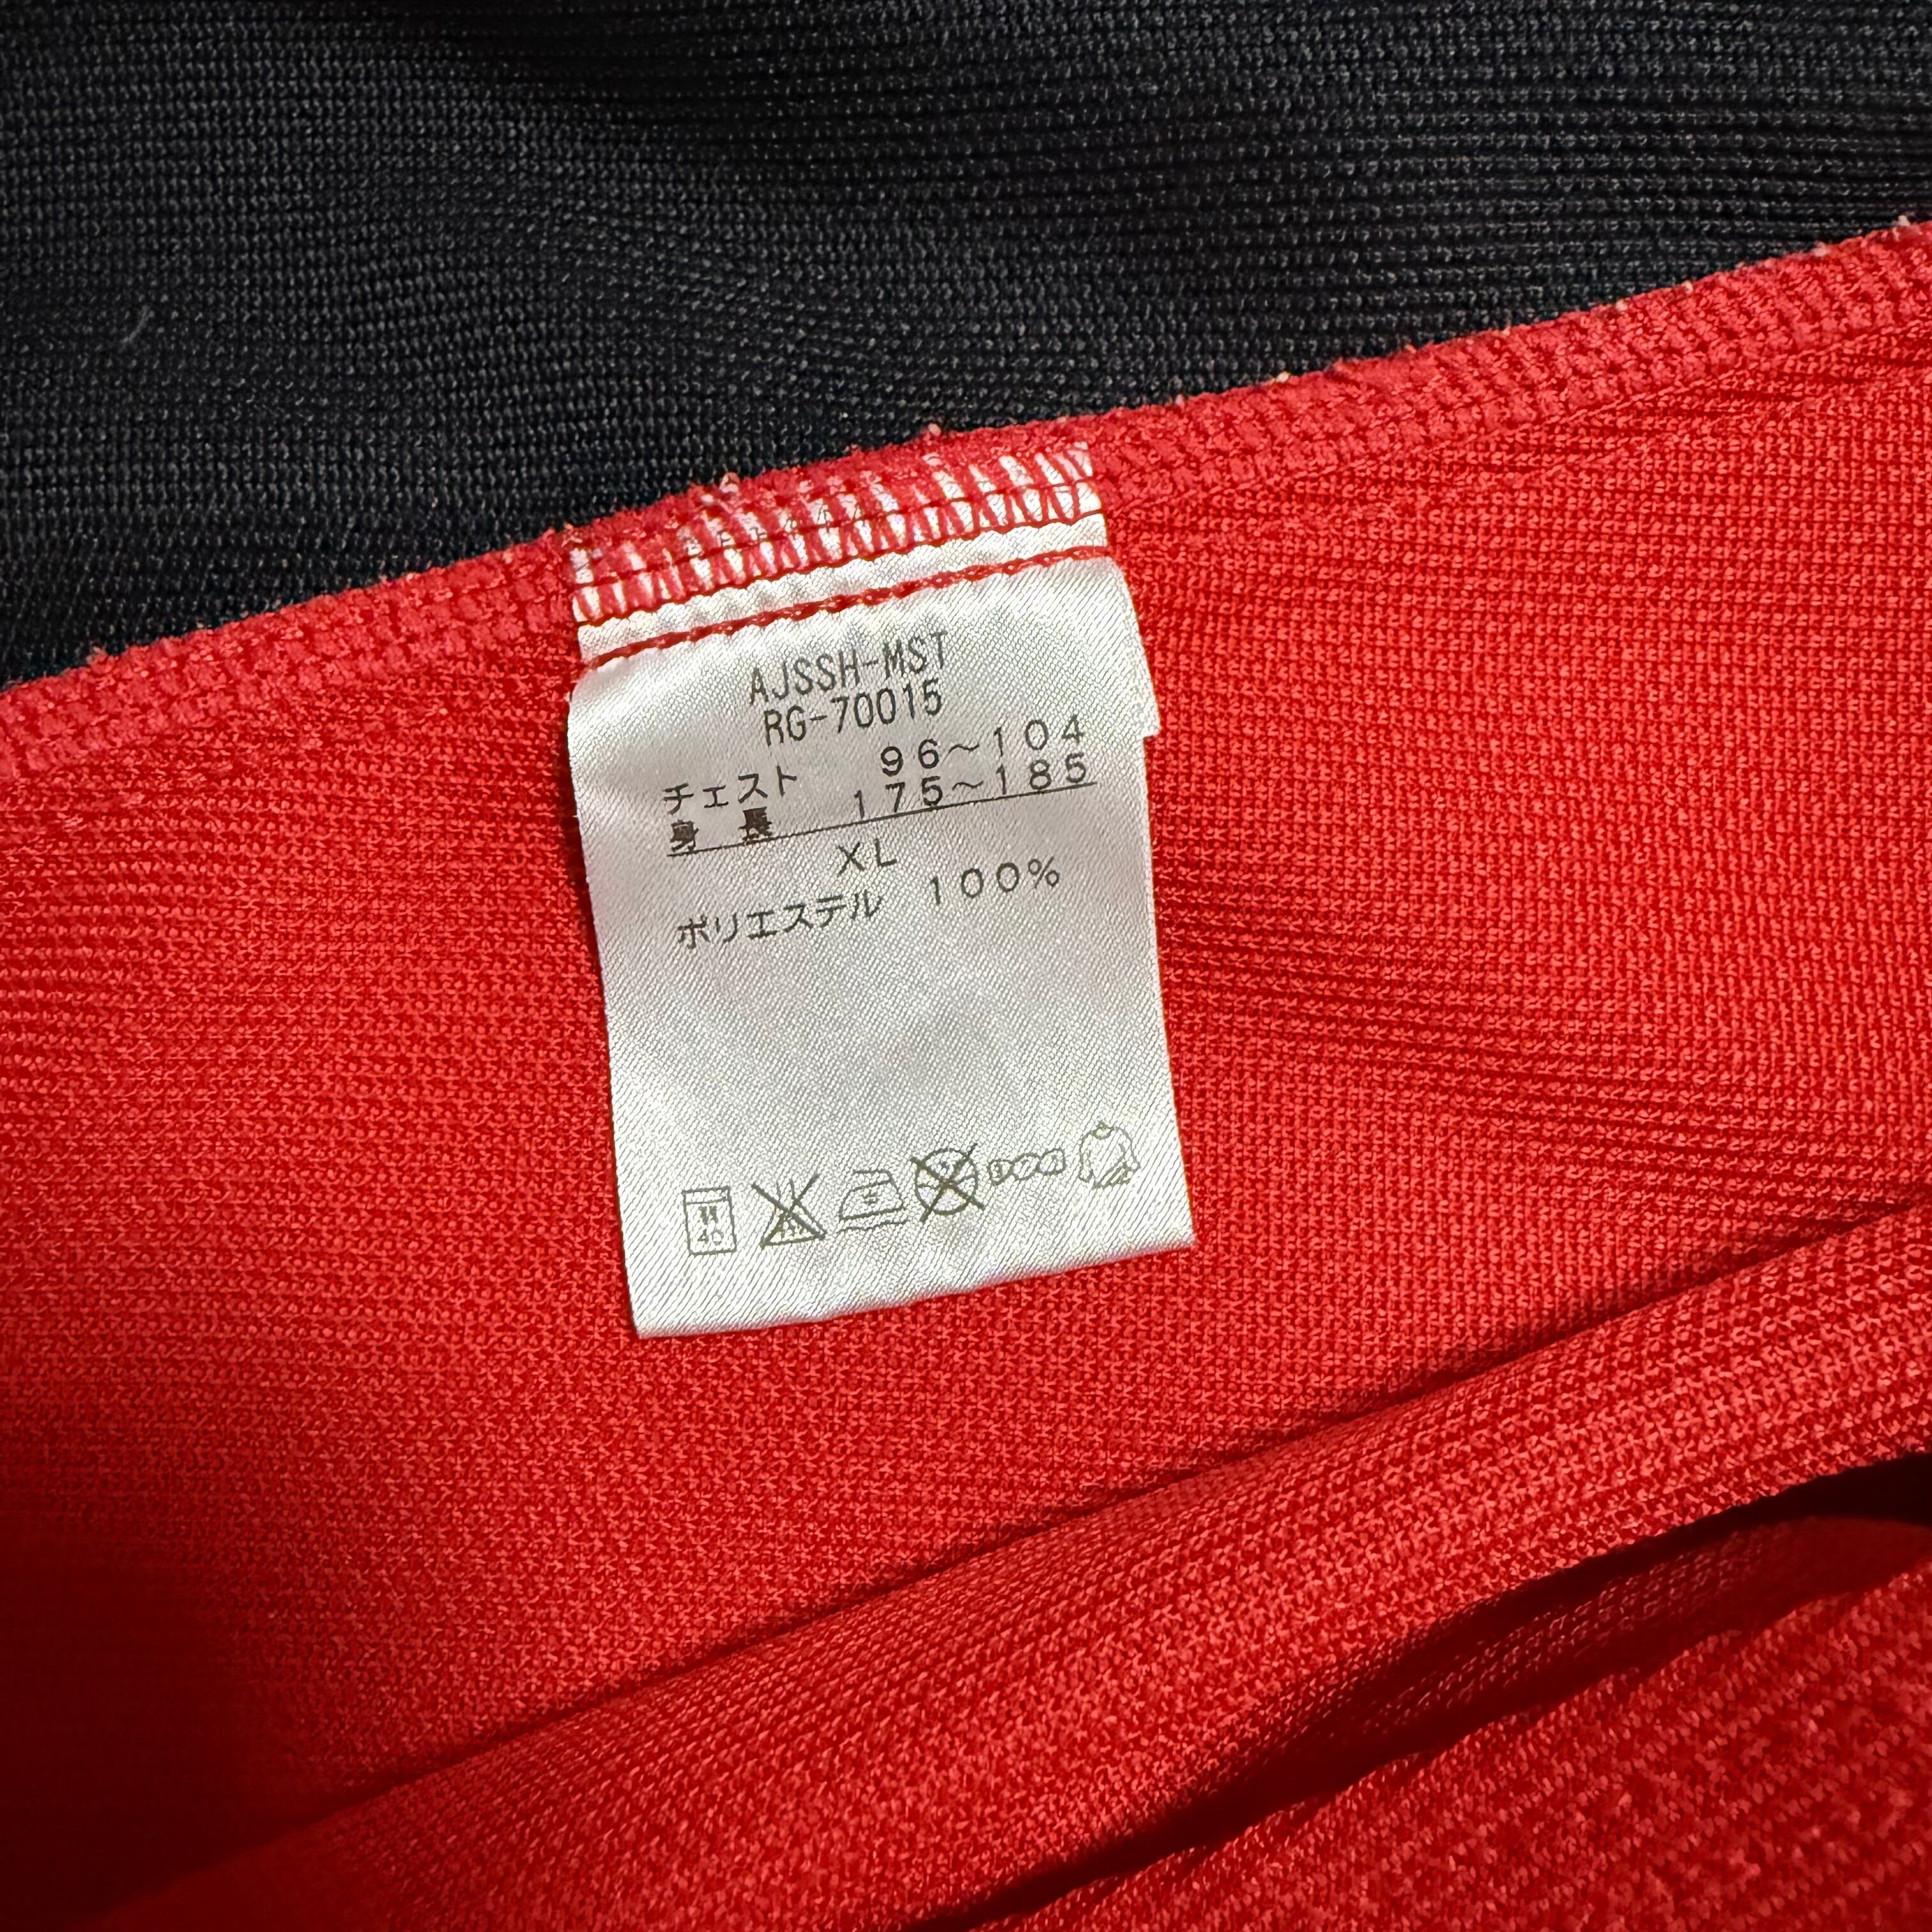 AJSSH-MST
RG-70015
チェスト 96～104
身長 175～185
XL
ポリエステル 100%
40